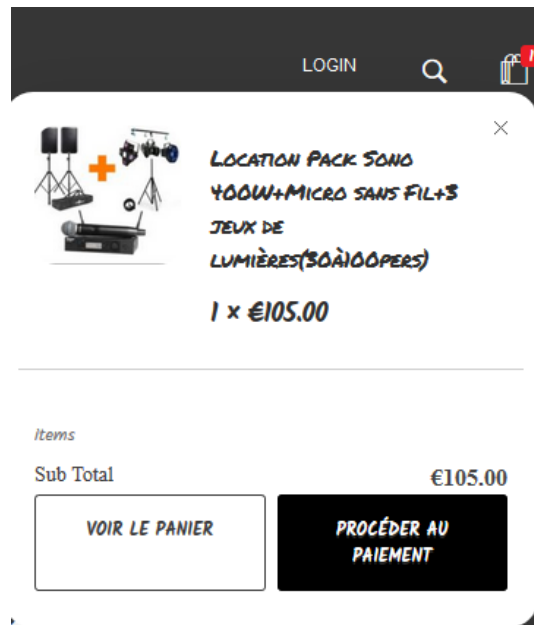 LOGIN
Location Pack Sono
400W+Micro sans Fil+3
jeux de
lumières(30à100pers)
1 × €105.00
items
Sub Total €105.00
VOIR LE PANIER
PROCÉDER AU
PAIEMENT